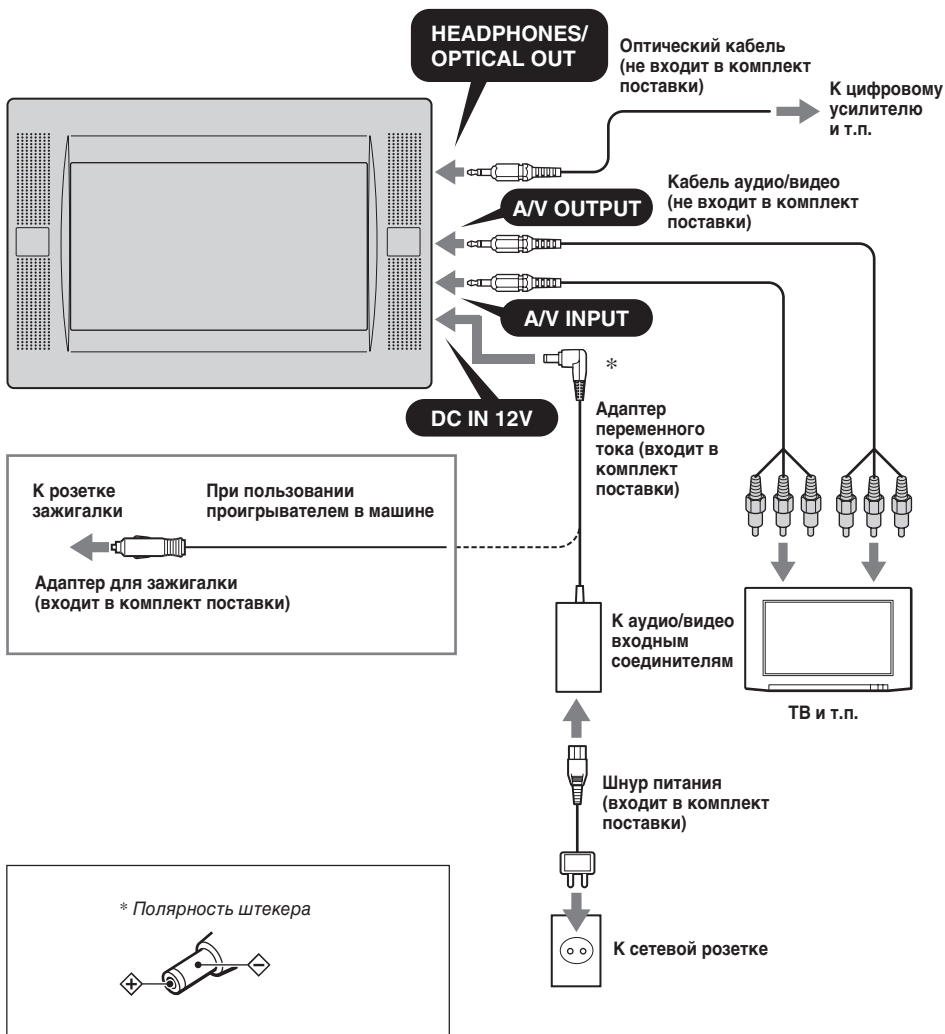 HEADPHONES/
OPTICAL OUT
Оптический кабель
(не входит в комплект
поставки)
К цифровому
усилителю
и т.п.
Кабель аудио/видео
(не входит в комплект
поставки)
A/V OUTPUT
A/V INPUT
DC IN 12V
*
Адаптер
переменного
тока (входит в
комплект
поставки)
К розетке
зажигалки
При пользовании
проигрывателем в машине
Адаптер для зажигалки
(входит в комплект поставки)
К аудио/видео
входным
соединителям
ТВ и т.п.
Шнур питания
(входит в комплект
поставки)
* Полярность штекера
К сетевой розетке